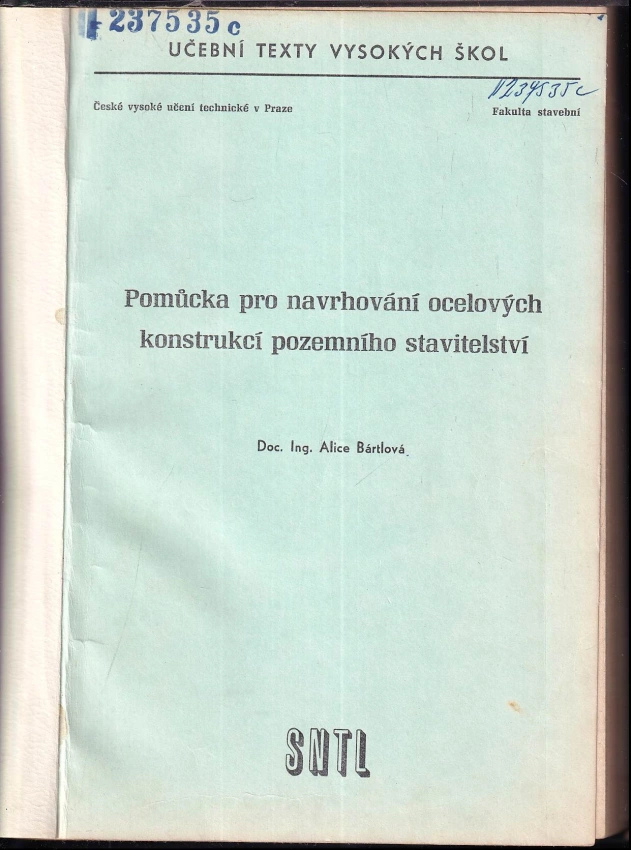 237535 c
UČEBNÍ TEXTY VYSOKÝCH ŠKOL
1237535c
České vysoké učení technické v Praze
Fakulta stavební
Pomůcka pro navrhování ocelových
konstrukcí pozemního stavitelství
Doc. Ing. Alice Bártlová
SNTL